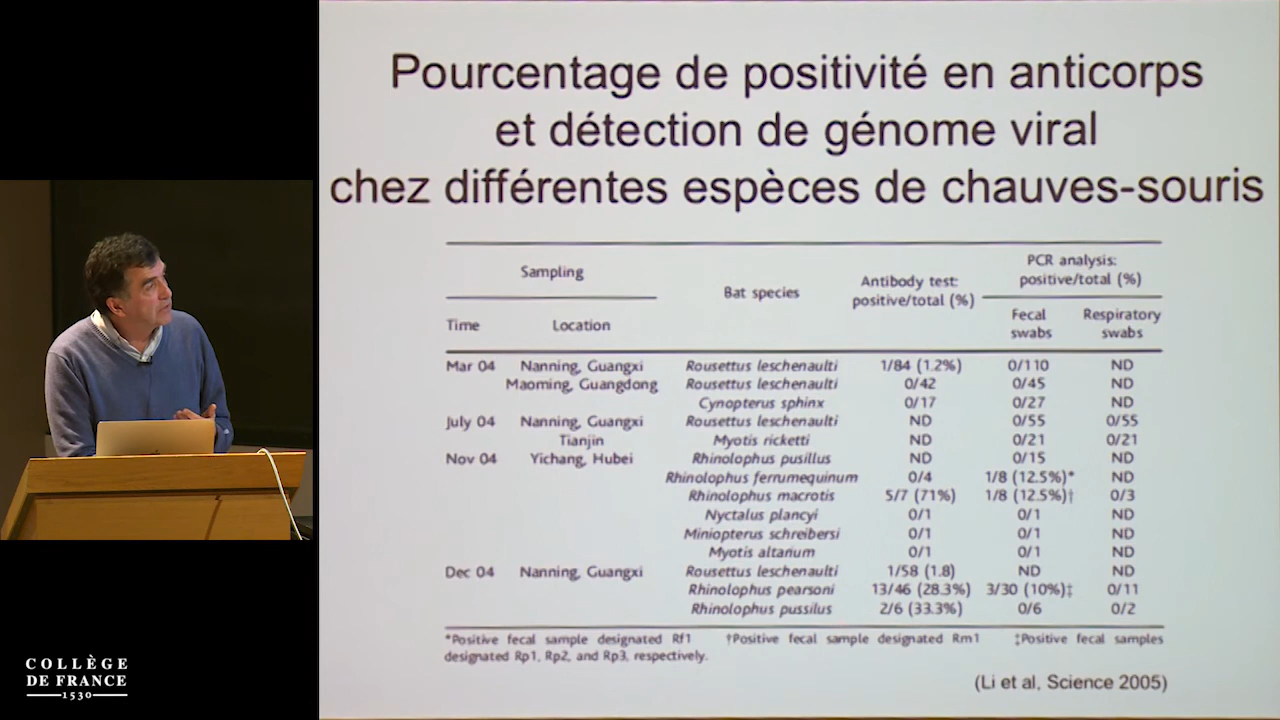 Pourcentage de positivité en anticorps
et détection de génome viral
chez différentes espèces de chauves-souris
Sampling Bat species Antibody test: positive/total (%) PCR analysis: positive/total (%)
Time Location Fecal swabs Respiratory swabs
Mar 04 Nanning, Guangxi Rousettus leschenaulti 1/84 (1.2%) 0/110 ND
Maoming, Guangdong Rousettus leschenaulti 0/42 0/45 ND
Cynopterus sphinx 0/17 0/27 ND
July 04 Nanning, Guangxi Rousettus leschenaulti ND 0/55 0/55
Tianjin Myotis ricketti ND 0/21 0/21
Nov 04 Yichang, Hubei Rhinolophus pusillus ND 0/15 ND
Rhinolophus ferrumequinum 0/4 1/8 (12.5%)* ND
Rhinolophus macrotis 5/7 (71%) 1/8 (12.5%)† 0/3
Nyctalus plancyi 0/1 0/1 ND
Miniopterus schreibersi 0/1 0/1 ND
Myotis altarium 0/1 0/1 ND
Dec 04 Nanning, Guangxi Rousettus leschenaulti 1/58 (1.8) ND ND
Rhinolophus pearsoni 13/46 (28.3%) 3/30 (10%)‡ 0/11
Rhinolophus pussilus 2/6 (33.3%) 0/6 0/2
*Positive fecal sample designated Rf1 †Positive fecal sample designated Rm1 ‡Positive fecal samples
designated Rp1, Rp2, and Rp3, respectively.
(Li et al, Science 2005)
COLLÈGE
DE FRANCE
1530